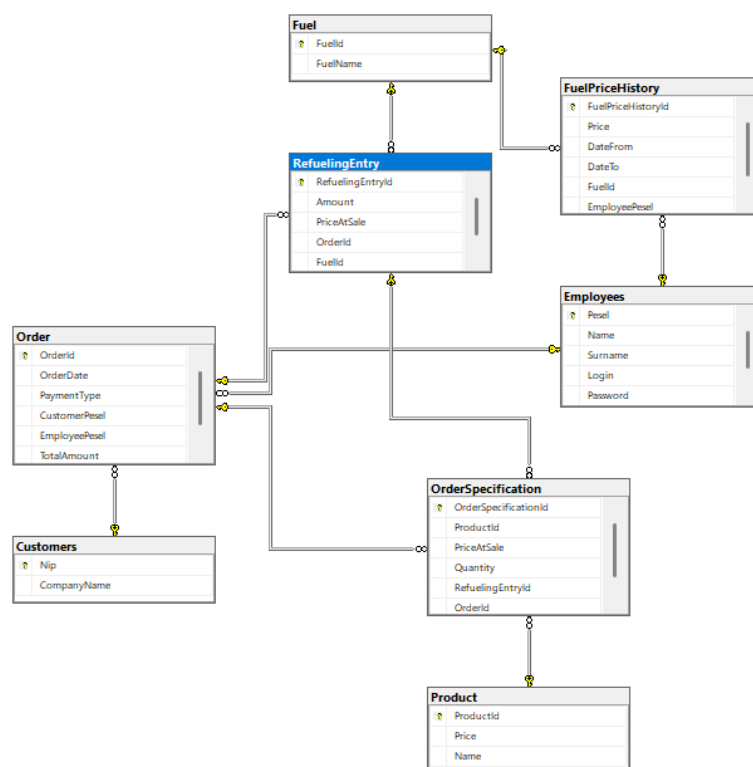 Fuel
FuelId
FuelName
FuelPriceHistory
FuelPriceHistoryId
Price
DateFrom
DateTo
FuelId
EmployeePesel
RefuelingEntry
RefuelingEntryId
Amount
PriceAtSale
OrderId
FuelId
Employees
Pesel
Name
Surname
Login
Password
Order
OrderId
OrderDate
PaymentType
CustomerPesel
EmployeePesel
TotalAmount
OrderSpecification
OrderSpecificationId
ProductId
PriceAtSale
Quantity
RefuelingEntryId
OrderId
Customers
Nip
CompanyName
Product
ProductId
Price
Name